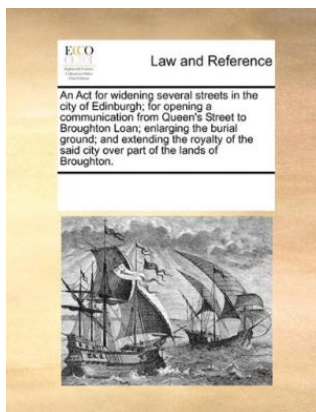 ECCO
Law and Reference
An Act for widening several streets in the
city of Edinburgh; for opening a
communication from Queen's Street to
Broughton Loan; enlarging the burial
ground; and extending the royalty of the
said city over part of the lands of
Broughton.